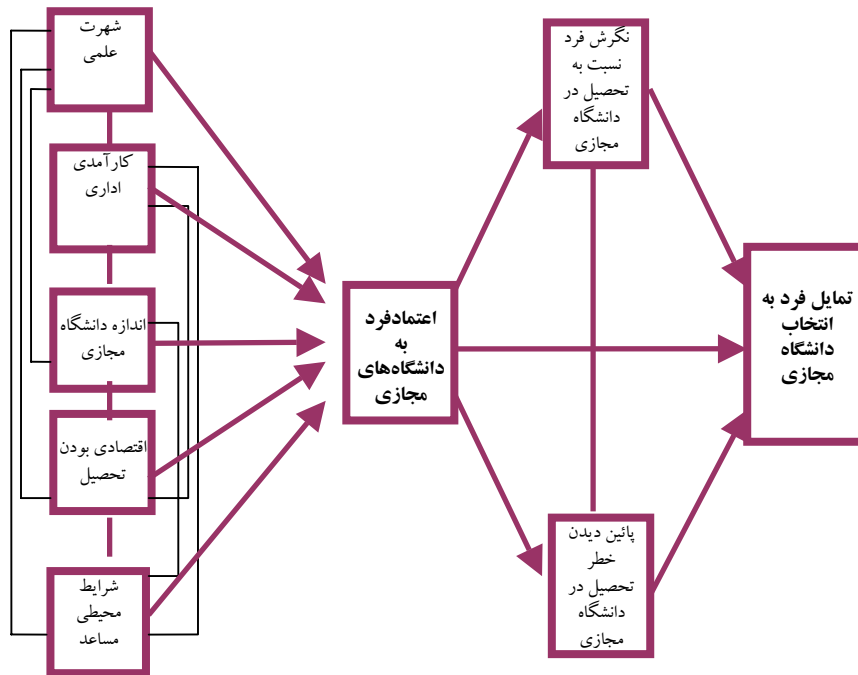 شهرت
علمی
کارآمدی
اداری
اندازه دانشگاه
مجازی
اقتصادی بودن
تحصیل
شرایط
محیطی
مساعد
اعتمادفرد
به
دانشگاه‌های
مجازی
نگرش فرد
نسبت به
تحصیل در
دانشگاه
مجازی
پائین دیدن
خطر
تحصیل در
دانشگاه
مجازی
تمایل فرد به
انتخاب
دانشگاه
مجازی